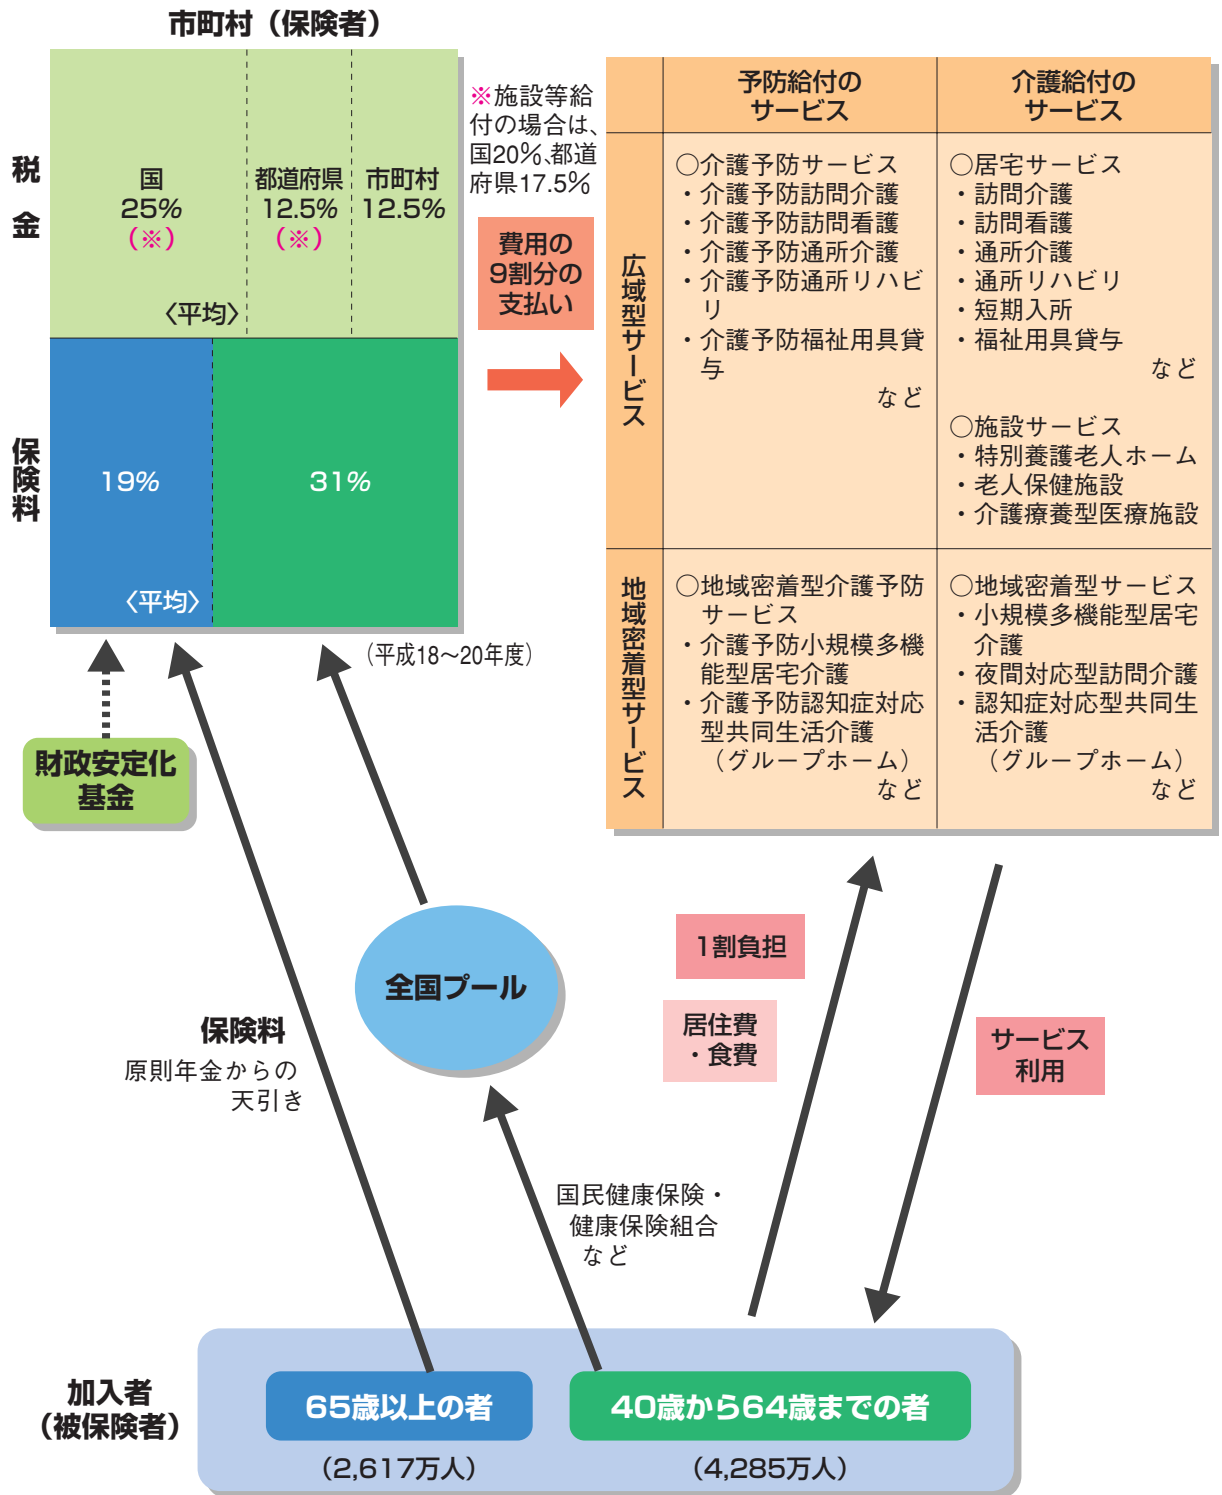 市町村（保険者）
税金
国
25%
（※）
都道府県
12.5%
（※）
市町村
12.5%
〈平均〉
保険料
19%
31%
〈平均〉
（平成18〜20年度）
※施設等給
付の場合は、
国20%、都道
府県17.5%
費用の
9割分の
支払い
予防給付の
サービス
介護給付の
サービス
広域型サービス
○介護予防サービス
・介護予防訪問介護
・介護予防訪問看護
・介護予防通所介護
・介護予防通所リハビ
リ
・介護予防福祉用具貸
与
など
○居宅サービス
・訪問介護
・訪問看護
・通所介護
・通所リハビリ
・短期入所
・福祉用具貸与
など
○施設サービス
・特別養護老人ホーム
・老人保健施設
・介護療養型医療施設
地域密着型サービス
○地域密着型介護予防
サービス
・介護予防小規模多機
能型居宅介護
・介護予防認知症対応
型共同生活介護
（グループホーム）
など
○地域密着型サービス
・小規模多機能型居宅
介護
・夜間対応型訪問介護
・認知症対応型共同生
活介護
（グループホーム）
など
財政安定化
基金
全国プール
保険料
原則年金からの
天引き
国民健康保険・
健康保険組合
など
1割負担
居住費
・食費
サービス
利用
加入者
（被保険者）
65歳以上の者
（2,617万人）
40歳から64歳までの者
（4,285万人）